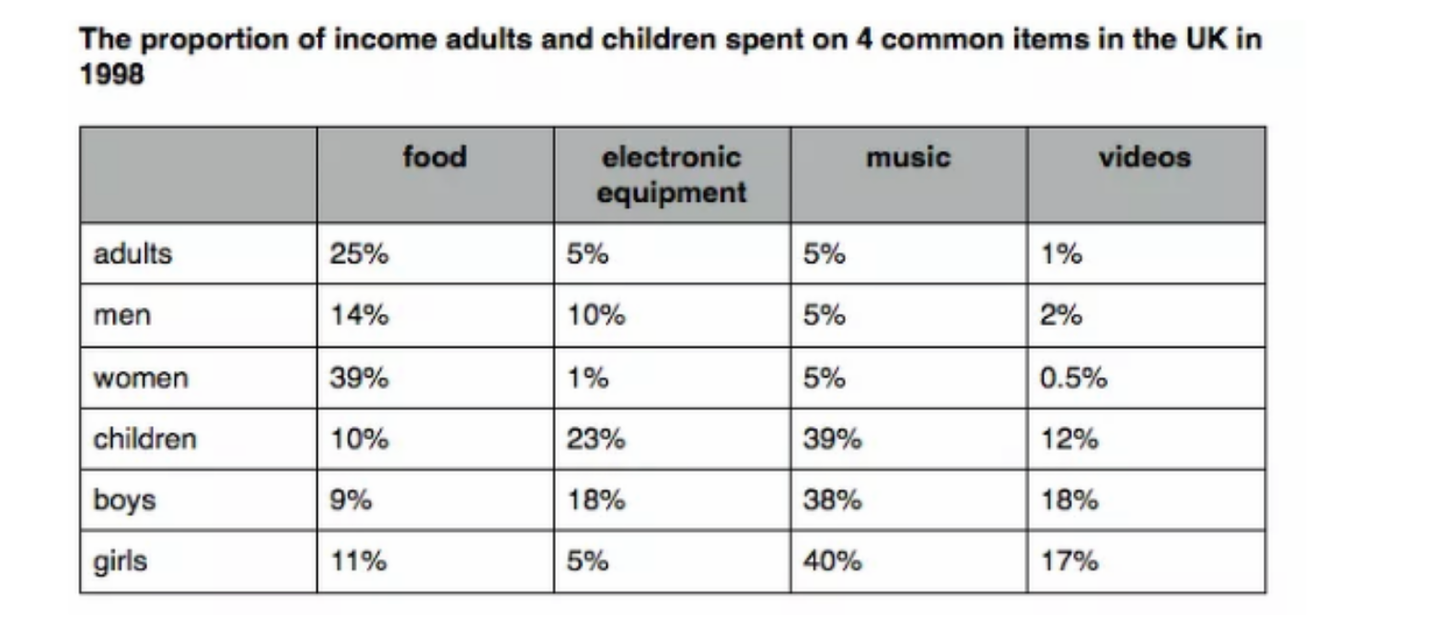 The proportion of income adults and children spent on 4 common items in the UK in
1998
food electronic equipment music videos
adults 25% 5% 5% 1%
men 14% 10% 5% 2%
women 39% 1% 5% 0.5%
children 10% 23% 39% 12%
boys 9% 18% 38% 18%
girls 11% 5% 40% 17%